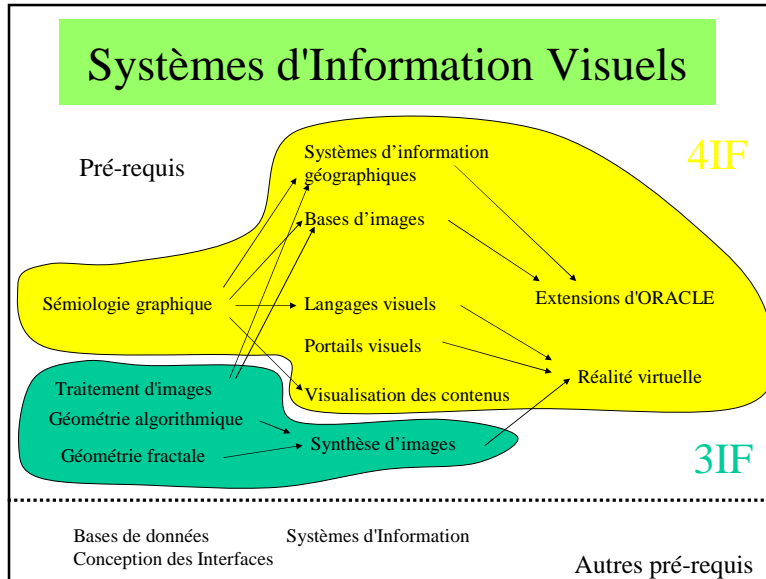 Systèmes d'Information Visuels
4IF
Pré-requis
Systèmes d’information
géographiques
Bases d’images
Sémiologie graphique
Langages visuels
Extensions d'ORACLE
Portails visuels
Réalité virtuelle
Traitement d'images
Visualisation des contenus
Géométrie algorithmique
Synthèse d’images
Géométrie fractale
3IF
Bases de données
Systèmes d'Information
Conception des Interfaces
Autres pré-requis